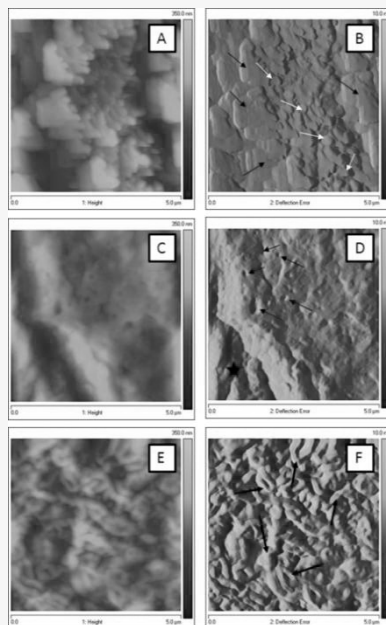 350.0 nm
A
0.0 1: Height 5.0 µm
10.0 n
B
0.0 2: Deflection Error 5.0 µ
350.0 nm
C
0.0 1: Height 5.0 µm
10.0 n
D
0.0 2: Deflection Error 5.0 µ
350.0 nm
E
0.0 1: Height 5.0 µm
10.0 n
F
0.0 2: Deflection Error 5.0 µ